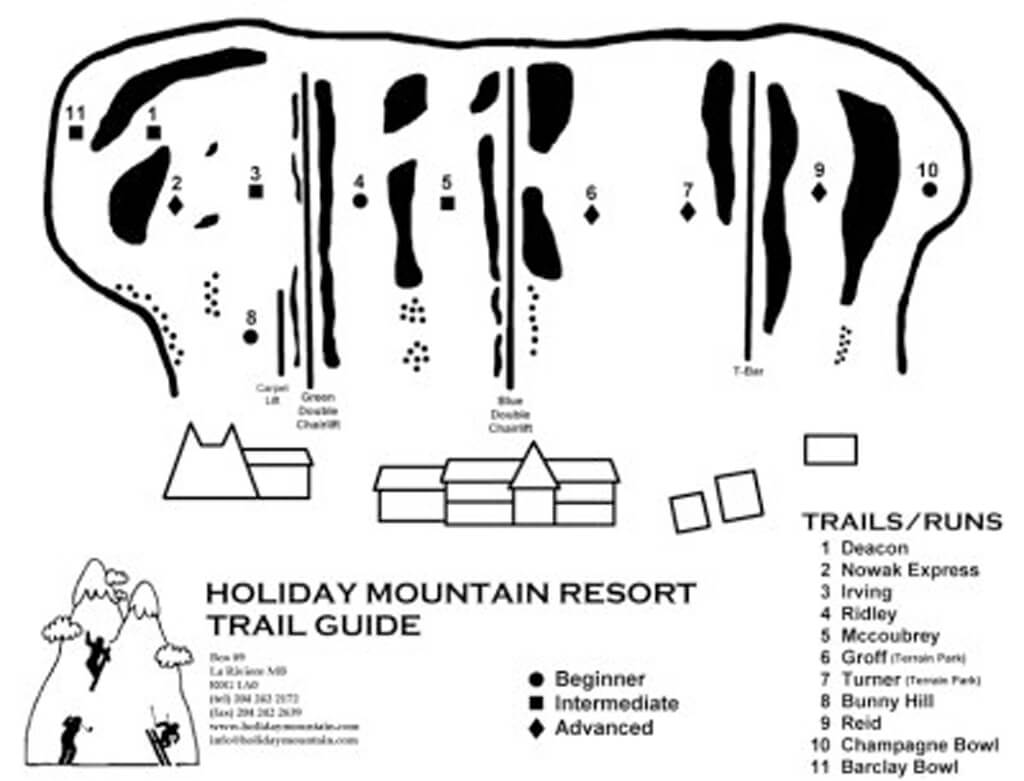 11
1
2
3
4
5
6
7
9
10
8
Carpet
Lift
Green
Double
Chairlift
Blue
Double
Chairlift
T-Bar
HOLIDAY MOUNTAIN RESORT
TRAIL GUIDE
Box 89
La Riviere MB
R0G 1A0
(tel) 204 242 2172
(fax) 204 242 2639
www.holidaymountain.com
info@holidaymountain.com
Beginner
Intermediate
Advanced
TRAILS/RUNS
1 Deacon
2 Nowak Express
3 Irving
4 Ridley
5 Mccoubrey
6 Groff (Terrain Park)
7 Turner (Terrain Park)
8 Bunny Hill
9 Reid
10 Champagne Bowl
11 Barclay Bowl